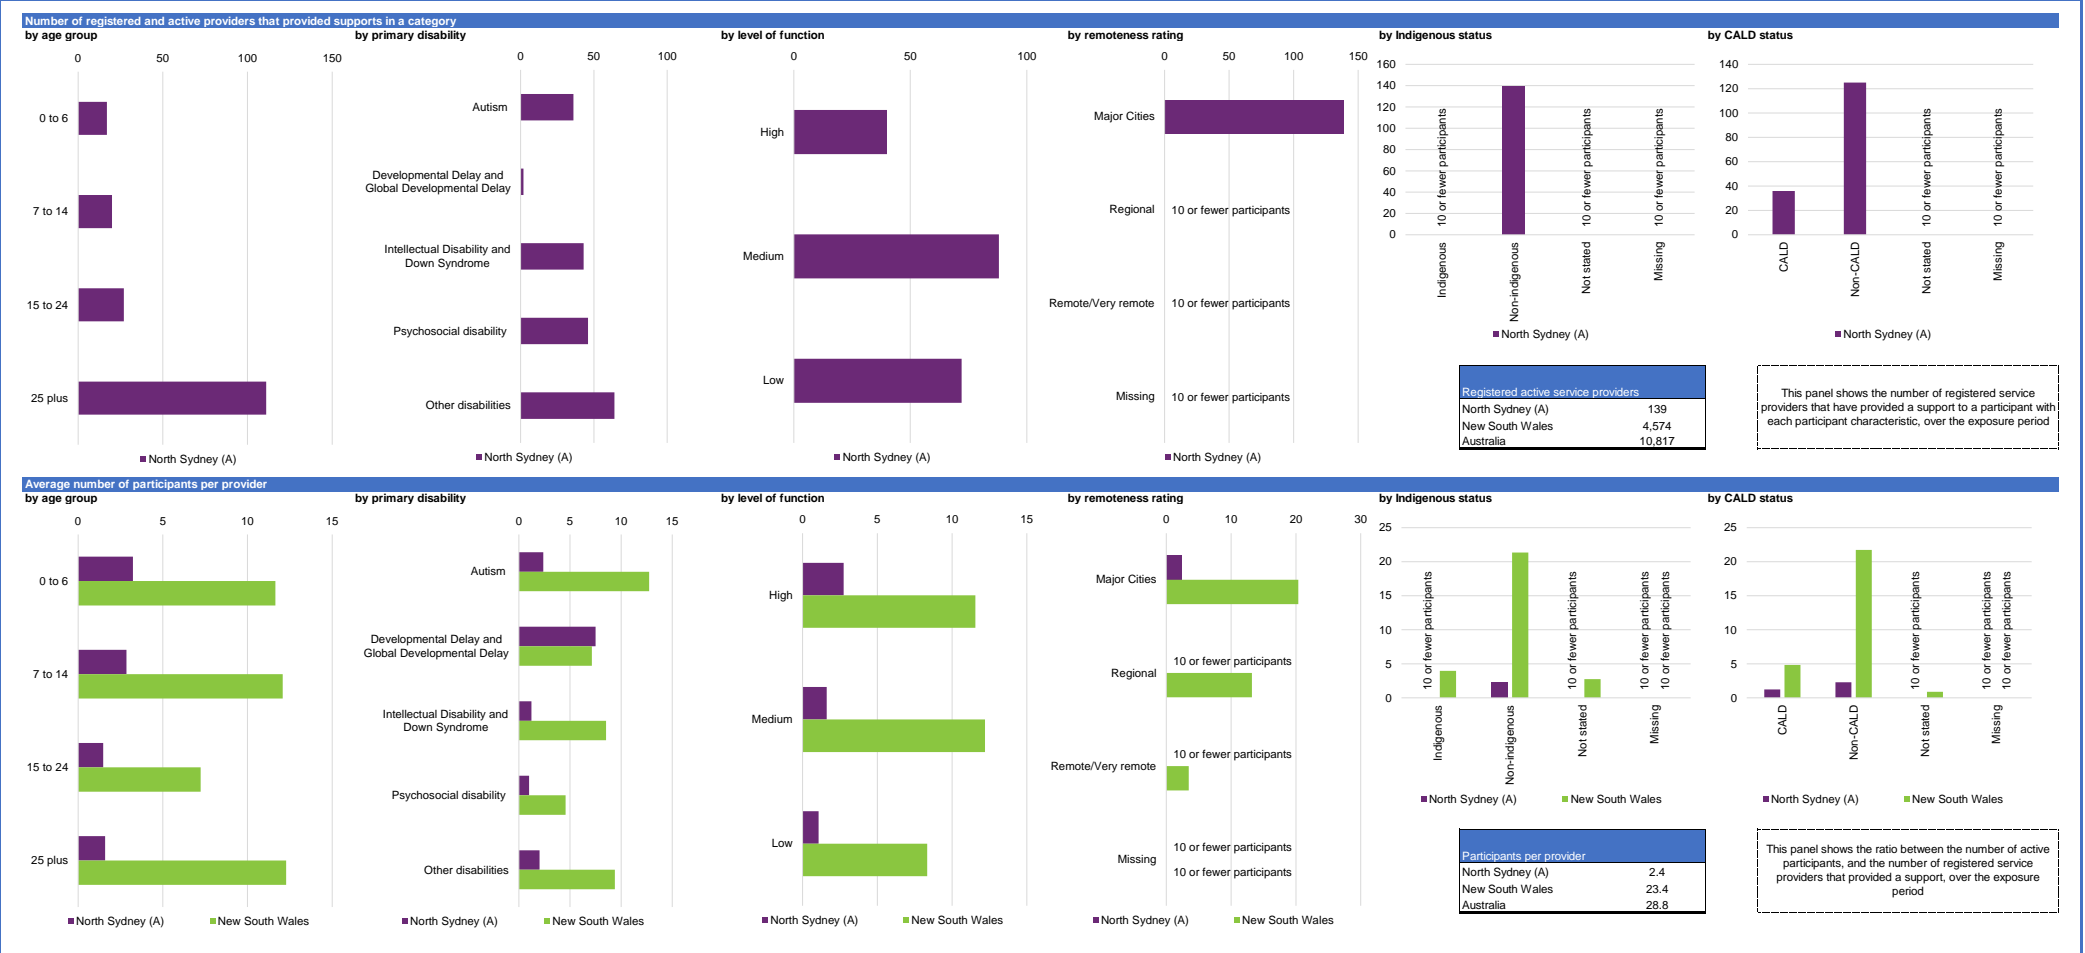 Number of registered and active providers that provided supports in a category
by age group
0 50 100 150
0 to 6
7 to 14
15 to 24
25 plus
North Sydney (A)
by primary disability
0 50 100
Autism
Developmental Delay and
Global Developmental Delay
Intellectual Disability and
Down Syndrome
Psychosocial disability
Other disabilities
North Sydney (A)
by level of function
0 50 100
High
Medium
Low
North Sydney (A)
by remoteness rating
0 50 100 150
Major Cities
Regional 10 or fewer participants
Remote/Very remote 10 or fewer participants
Missing 10 or fewer participants
North Sydney (A)
by Indigenous status
160
140
120
100
80
60
40
20
0
10 or fewer participants
10 or fewer participants
10 or fewer participants
Indigenous
Non-indigenous
Not stated
Missing
North Sydney (A)
by CALD status
140
120
100
80
60
40
20
0
10 or fewer participants
10 or fewer participants
CALD
Non-CALD
Not stated
Missing
North Sydney (A)
Registered active service providers
North Sydney (A) 139
New South Wales 4,574
Australia 10,817
This panel shows the number of registered service
providers that have provided a support to a participant with
each participant characteristic, over the exposure period
Average number of participants per provider
by age group
0 5 10 15
0 to 6
7 to 14
15 to 24
25 plus
North Sydney (A) New South Wales
by primary disability
0 5 10 15
Autism
Developmental Delay and
Global Developmental Delay
Intellectual Disability and
Down Syndrome
Psychosocial disability
Other disabilities
North Sydney (A) New South Wales
by level of function
0 5 10 15
High
Medium
Low
North Sydney (A) New South Wales
by remoteness rating
0 10 20 30
Major Cities
10 or fewer participants
Regional
10 or fewer participants
Remote/Very remote
10 or fewer participants
Missing
10 or fewer participants
North Sydney (A) New South Wales
by Indigenous status
25
20
15
10
5
0
10 or fewer participants
10 or fewer participants
10 or fewer participants
10 or fewer participants
Indigenous
Non-indigenous
Not stated
Missing
North Sydney (A) New South Wales
by CALD status
25
20
15
10
5
0
10 or fewer participants
10 or fewer participants
10 or fewer participants
CALD
Non-CALD
Not stated
Missing
North Sydney (A) New South Wales
Participants per provider
North Sydney (A) 2.4
New South Wales 23.4
Australia 28.8
This panel shows the ratio between the number of active
participants, and the number of registered service
providers that provided a support, over the exposure
period